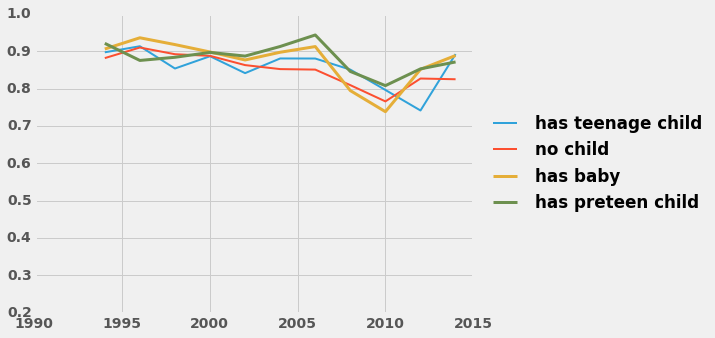 1.0
0.9
0.8
0.7
0.6
0.5
0.4
0.3
0.2
1990 1995 2000 2005 2010 2015
has teenage child
no child
has baby
has preteen child